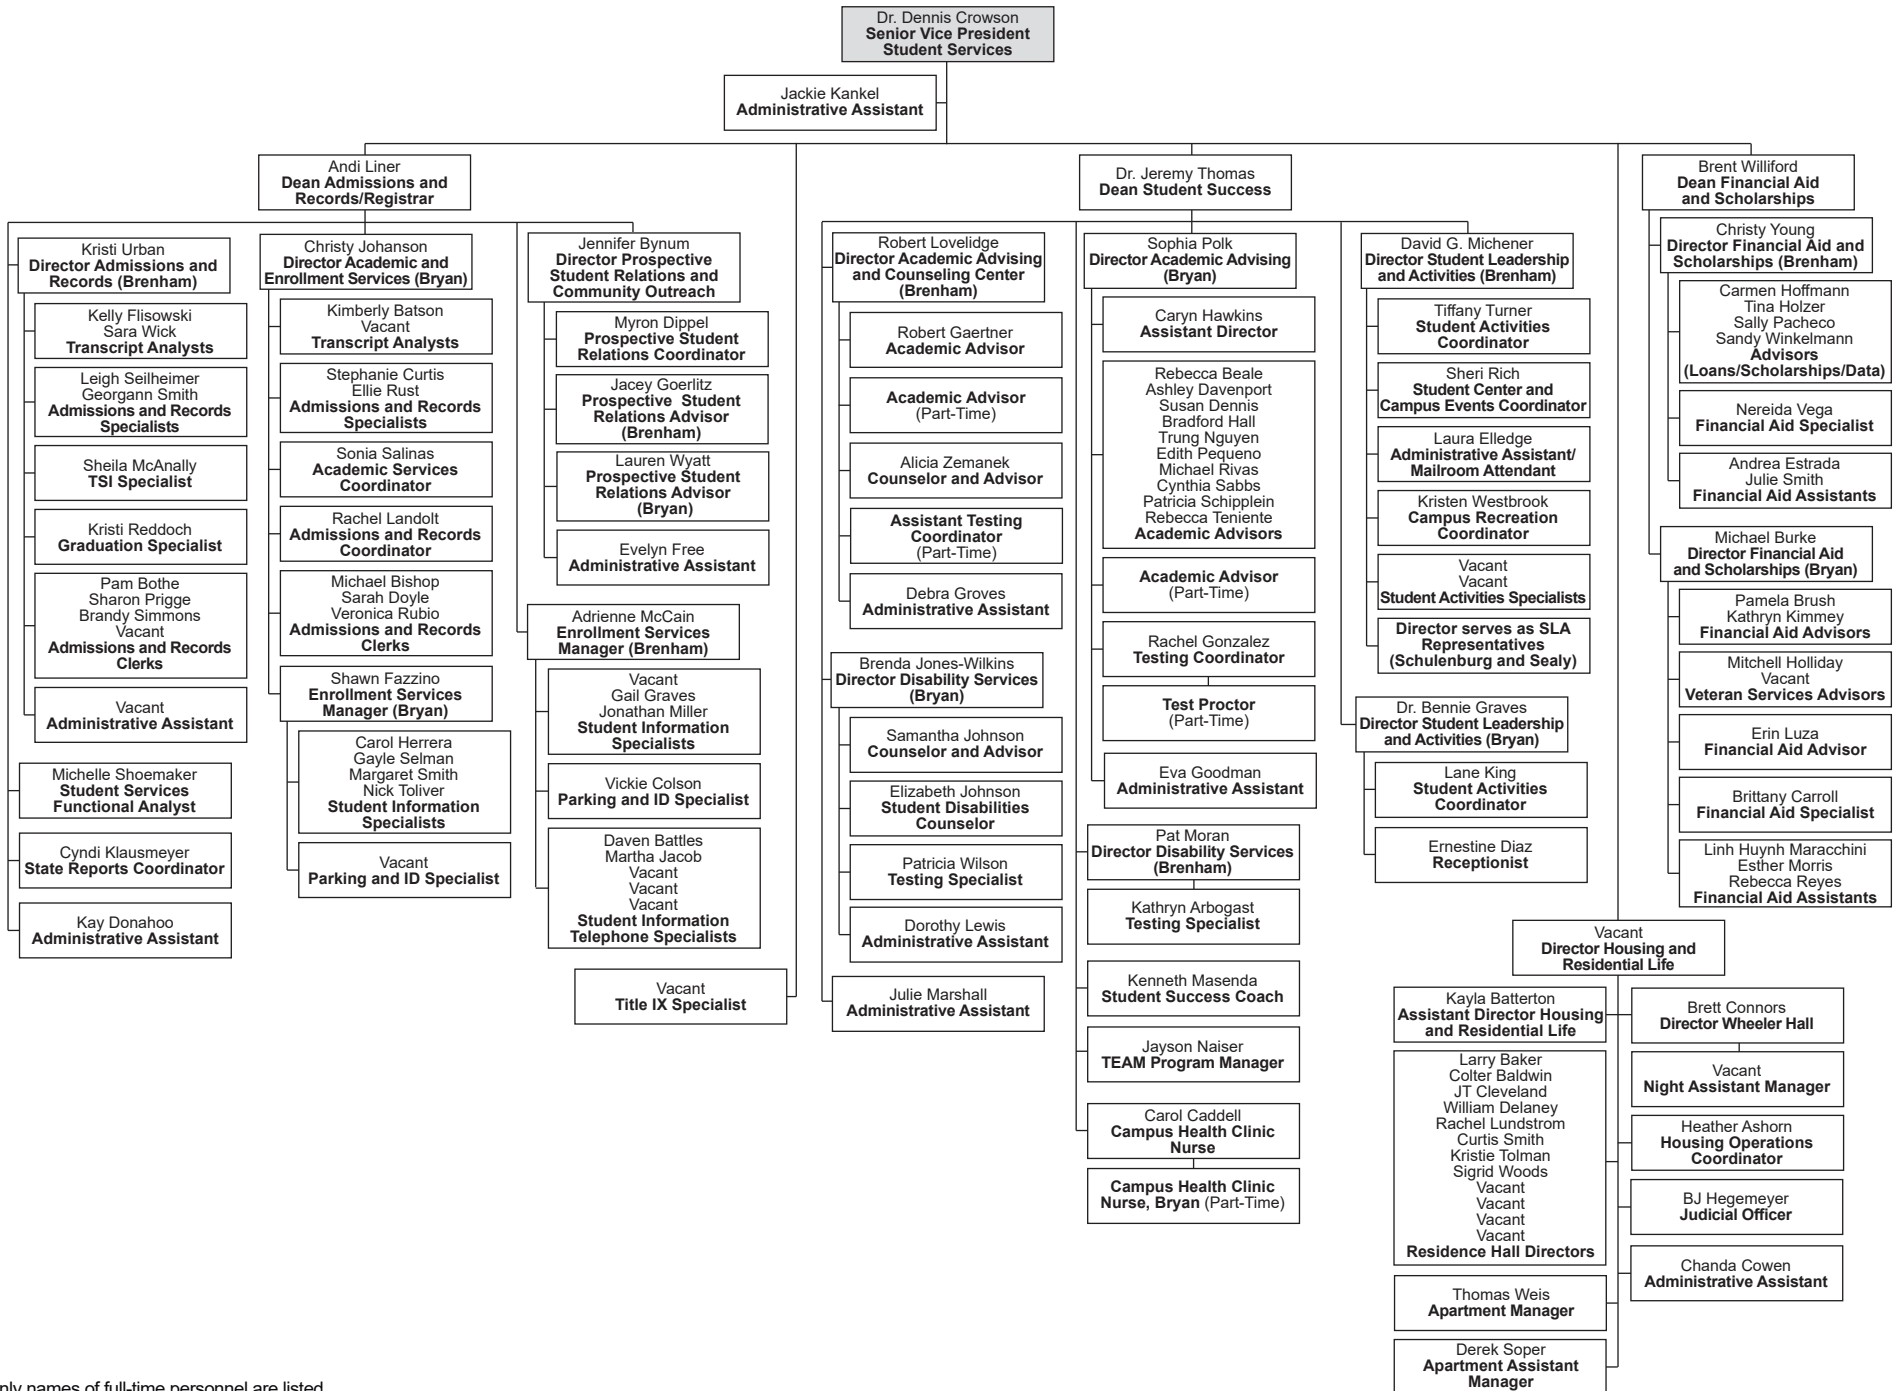 Dr. Dennis Crowson
Senior Vice President
Student Services
Jackie Kankel
Administrative Assistant
Andi Liner
Dean Admissions and
Records/Registrar
Kristi Urban
Director Admissions and
Records (Brenham)
Kelly Flisowski
Sara Wick
Transcript Analysts
Leigh Seilheimer
Georgann Smith
Admissions and Records
Specialists
Sheila McAnally
TSI Specialist
Kristi Reddoch
Graduation Specialist
Pam Bothe
Sharon Prigge
Brandy Simmons
Vacant
Admissions and Records
Clerks
Vacant
Administrative Assistant
Michelle Shoemaker
Student Services
Functional Analyst
Cyndi Klausmeyer
State Reports Coordinator
Kay Donahoo
Administrative Assistant
Christy Johanson
Director Academic and
Enrollment Services (Bryan)
Kimberly Batson
Vacant
Transcript Analysts
Stephanie Curtis
Ellie Rust
Admissions and Records
Specialists
Sonia Salinas
Academic Services
Coordinator
Rachel Landolt
Admissions and Records
Coordinator
Michael Bishop
Sarah Doyle
Veronica Rubio
Admissions and Records
Clerks
Shawn Fazzino
Enrollment Services
Manager (Bryan)
Carol Herrera
Gayle Selman
Margaret Smith
Nick Toliver
Student Information
Specialists
Vacant
Parking and ID Specialist
Jennifer Bynum
Director Prospective
Student Relations and
Community Outreach
Myron Dippel
Prospective Student
Relations Coordinator
Jacey Goerlitz
Prospective Student
Relations Advisor
(Brenham)
Lauren Wyatt
Prospective Student
Relations Advisor
(Bryan)
Evelyn Free
Administrative Assistant
Adrienne McCain
Enrollment Services
Manager (Brenham)
Vacant
Gail Graves
Jonathan Miller
Student Information
Specialists
Vickie Colson
Parking and ID Specialist
Daven Battles
Martha Jacob
Vacant
Vacant
Vacant
Student Information
Telephone Specialists
Vacant
Title IX Specialist
Dr. Jeremy Thomas
Dean Student Success
Robert Lovelidge
Director Academic Advising
and Counseling Center
(Brenham)
Robert Gaertner
Academic Advisor
Academic Advisor
(Part-Time)
Alicia Zemanek
Counselor and Advisor
Assistant Testing
Coordinator
(Part-Time)
Debra Groves
Administrative Assistant
Brenda Jones-Wilkins
Director Disability Services
(Bryan)
Samantha Johnson
Counselor and Advisor
Elizabeth Johnson
Student Disabilities
Counselor
Patricia Wilson
Testing Specialist
Dorothy Lewis
Administrative Assistant
Julie Marshall
Administrative Assistant
Sophia Polk
Director Academic Advising
(Bryan)
Caryn Hawkins
Assistant Director
Rebecca Beale
Ashley Davenport
Susan Dennis
Bradford Hall
Trung Nguyen
Edith Pequeno
Michael Rivas
Cynthia Sabbs
Patricia Schipplein
Rebecca Teniente
Academic Advisors
Academic Advisor
(Part-Time)
Rachel Gonzalez
Testing Coordinator
Test Proctor
(Part-Time)
Eva Goodman
Administrative Assistant
Pat Moran
Director Disability Services
(Brenham)
Kathryn Arbogast
Testing Specialist
Kenneth Masenda
Student Success Coach
Jayson Naiser
TEAM Program Manager
Carol Caddell
Campus Health Clinic
Nurse
Campus Health Clinic
Nurse, Bryan (Part-Time)
David G. Michener
Director Student Leadership
and Activities (Brenham)
Tiffany Turner
Student Activities
Coordinator
Sheri Rich
Student Center and
Campus Events Coordinator
Laura Elledge
Administrative Assistant/
Mailroom Attendant
Kristen Westbrook
Campus Recreation
Coordinator
Vacant
Vacant
Student Activities Specialists
Director serves as SLA
Representatives
(Schulenburg and Sealy)
Dr. Bennie Graves
Director Student Leadership
and Activities (Bryan)
Lane King
Student Activities
Coordinator
Ernestine Diaz
Receptionist
Brent Williford
Dean Financial Aid
and Scholarships
Christy Young
Director Financial Aid and
Scholarships (Brenham)
Carmen Hoffmann
Tina Holzer
Sally Pacheco
Sandy Winkelmann
Advisors
(Loans/Scholarships/Data)
Nereida Vega
Financial Aid Specialist
Andrea Estrada
Julie Smith
Financial Aid Assistants
Michael Burke
Director Financial Aid
and Scholarships (Bryan)
Pamela Brush
Kathryn Kimmey
Financial Aid Advisors
Mitchell Holliday
Vacant
Veteran Services Advisors
Erin Luza
Financial Aid Advisor
Brittany Carroll
Financial Aid Specialist
Linh Huynh Maracchini
Esther Morris
Rebecca Reyes
Financial Aid Assistants
Vacant
Director Housing and
Residential Life
Kayla Batterton
Assistant Director Housing
and Residential Life
Larry Baker
Colter Baldwin
JT Cleveland
William Delaney
Rachel Lundstrom
Curtis Smith
Kristie Tolman
Sigrid Woods
Vacant
Vacant
Vacant
Vacant
Residence Hall Directors
Thomas Weis
Apartment Manager
Derek Soper
Apartment Assistant
Manager
Brett Connors
Director Wheeler Hall
Vacant
Night Assistant Manager
Heather Ashorn
Housing Operations
Coordinator
BJ Hegemeyer
Judicial Officer
Chanda Cowen
Administrative Assistant
names of full-time personnel are listed